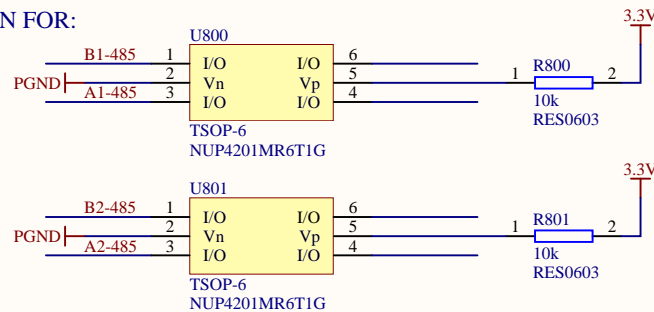 N FOR:
3.3V
U800
B1-485 1 I/O I/O 6
PGND 2 Vn Vp 5 1 R800 2
A1-485 3 I/O I/O 4
10k
RES0603
TSOP-6
NUP4201MR6T1G
3.3V
U801
B2-485 1 I/O I/O 6
PGND 2 Vn Vp 5 1 R801 2
A2-485 3 I/O I/O 4
10k
RES0603
TSOP-6
NUP4201MR6T1G